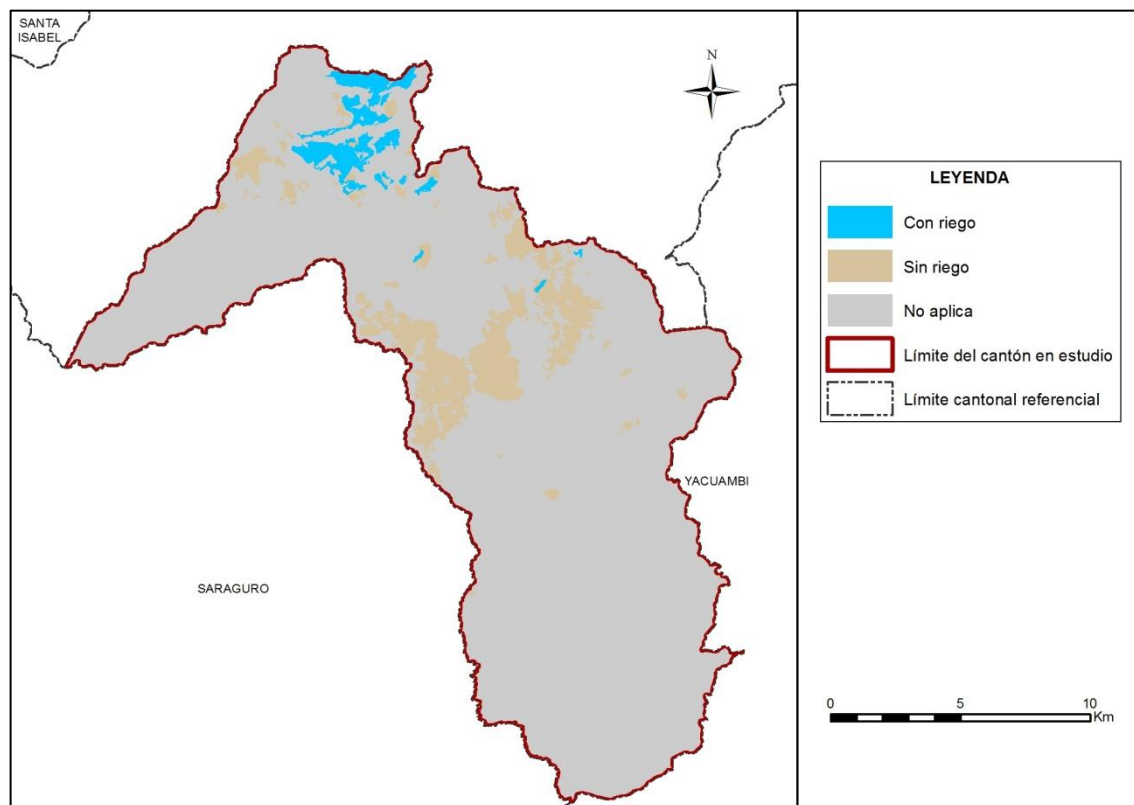 SANTA
ISABEL
N
YACUAMBI
SARAGURO
LEYENDA
Con riego
Sin riego
No aplica
Límite del cantón en estudio
Límite cantonal referencial
0 5 10
Km